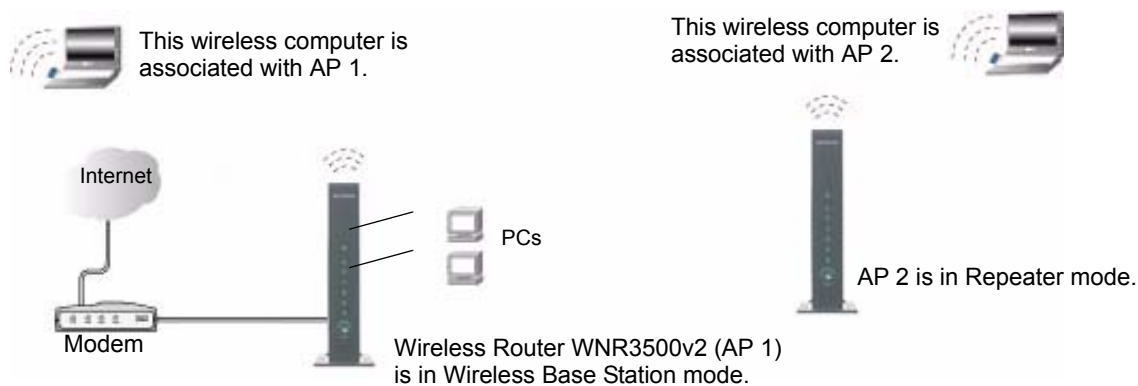 This wireless computer is
associated with AP 1.
This wireless computer is
associated with AP 2.
Internet
PCs
AP 2 is in Repeater mode.
Modem
Wireless Router WNR3500v2 (AP 1)
is in Wireless Base Station mode.